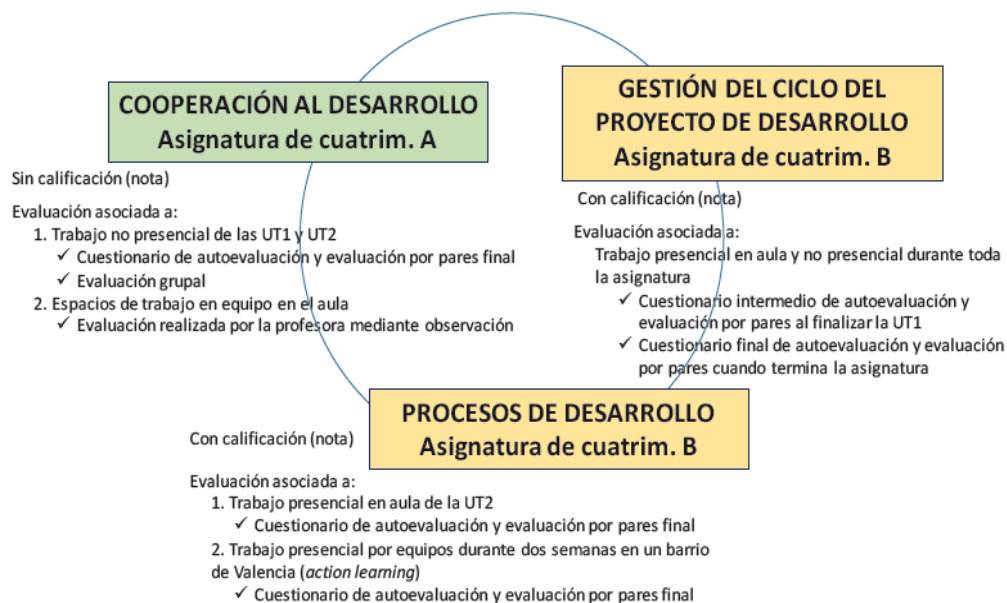 COOPERACIÓN AL DESARROLLO
Asignatura de cuatrim. A
Sin calificación (nota)
Evaluación asociada a:
1. Trabajo no presencial de las UT1 y UT2
✓ Cuestionario de autoevaluación y evaluación por pares final
✓ Evaluación grupal
2. Espacios de trabajo en equipo en el aula
✓ Evaluación realizada por la profesora mediante observación
GESTIÓN DEL CICLO DEL
PROYECTO DE DESARROLLO
Asignatura de cuatrim. B
Con calificación (nota)
Evaluación asociada a:
Trabajo presencial en aula y no presencial durante toda
la asignatura
✓ Cuestionario intermedio de autoevaluación y
evaluación por pares al finalizar la UT1
✓ Cuestionario final de autoevaluación y evaluación
por pares cuando termina la asignatura
PROCESOS DE DESARROLLO
Asignatura de cuatrim. B
Con calificación (nota)
Evaluación asociada a:
1. Trabajo presencial en aula de la UT2
✓ Cuestionario de autoevaluación y evaluación por pares final
2. Trabajo presencial por equipos durante dos semanas en un barrio
de Valencia (action learning)
✓ Cuestionario de autoevaluación y evaluación por pares final